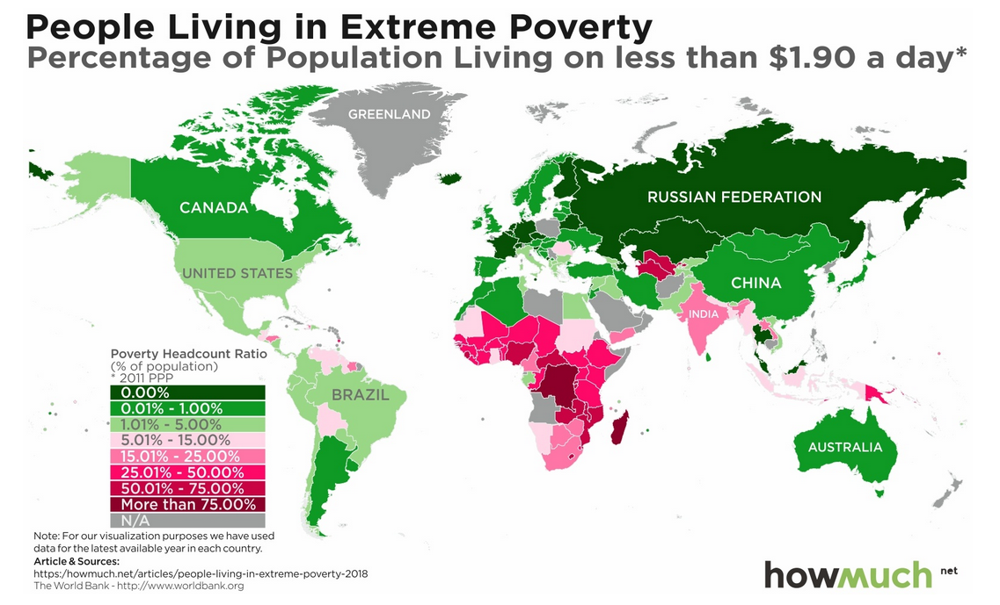 People Living in Extreme Poverty
Percentage of Population Living on less than $1.90 a day*
GREENLAND
CANADA
RUSSIAN FEDERATION
UNITED STATES
CHINA
INDIA
BRAZIL
AUSTRALIA
Poverty Headcount Ratio
(% of population)
* 2011 PPP
0.00%
0.01% - 1.00%
1.01% - 5.00%
5.01% - 15.00%
15.01% - 25.00%
25.01% - 50.00%
50.01% - 75.00%
More than 75.00%
N/A
Note: For our visualization purposes we have used
data for the latest available year in each country.
Article & Sources:
https:/howmuch.net/articles/people-living-in-extreme-poverty-2018
The World Bank - http://www.worldbank.org
howmuch net